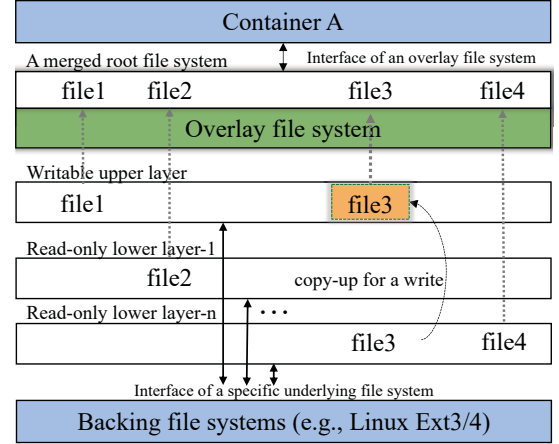 Container A
A merged root file system
Interface of an overlay file system
file1 file2 file3 file4
Overlay file system
Writable upper layer
file1 file3
Read-only lower layer-1
file2
copy-up for a write
...
Read-only lower layer-n
file3 file4
Interface of a specific underlying file system
Backing file systems (e.g., Linux Ext3/4)